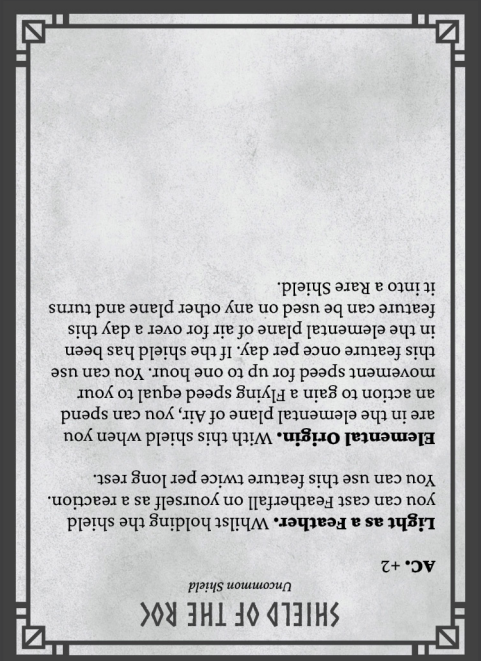 SHIELD OF THE ROC
Uncommon Shield
AC. +2
Light as a Feather. Whilst holding the shield
you can cast Featherfall on yourself as a reaction.
You can use this feature twice per long rest.
Elemental Origin. With this shield when you
are in the elemental plane of Air, you can spend
an action to gain a Flying speed equal to your
movement speed for up to one hour. You can use
this feature once per day. If the shield has been
in the elemental plane of air for over a day this
feature can be used on any other plane and turns
it into a Rare Shield.